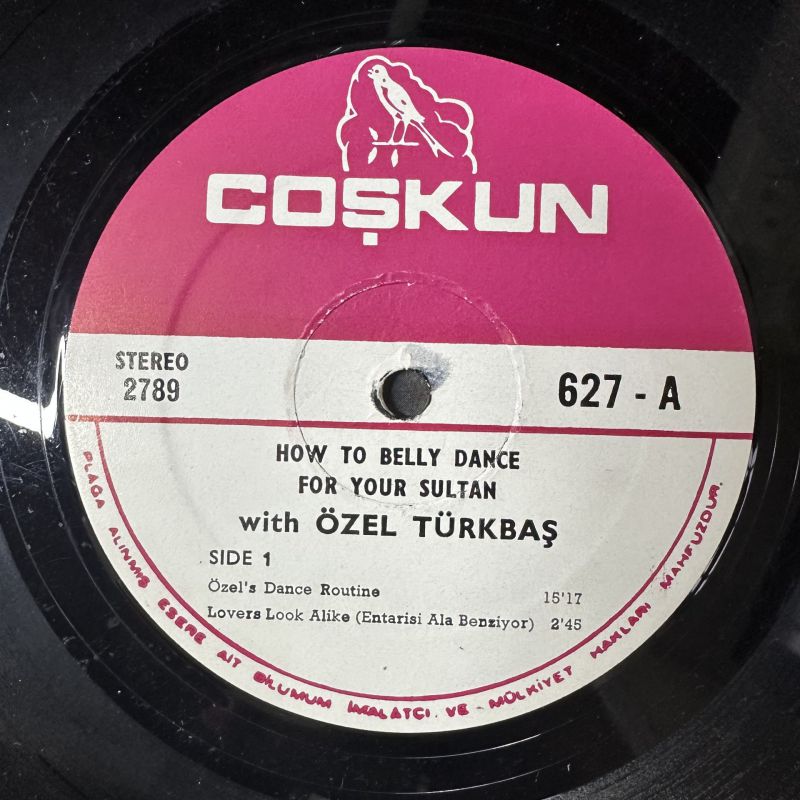 COŞKUN
STEREO
2789
627 - A
HOW TO BELLY DANCE
FOR YOUR SULTAN
with ÖZEL TÜRKBAŞ
SIDE 1
Özel's Dance Routine 15'17
Lovers Look Alike (Entarisi Ala Benziyor) 2'45
PLAĞA ALINMIŞ ESERE AİT BİLUMUM İMALATÇI VE - MÜLKİYET HAKLARI MAHFUZDUR.